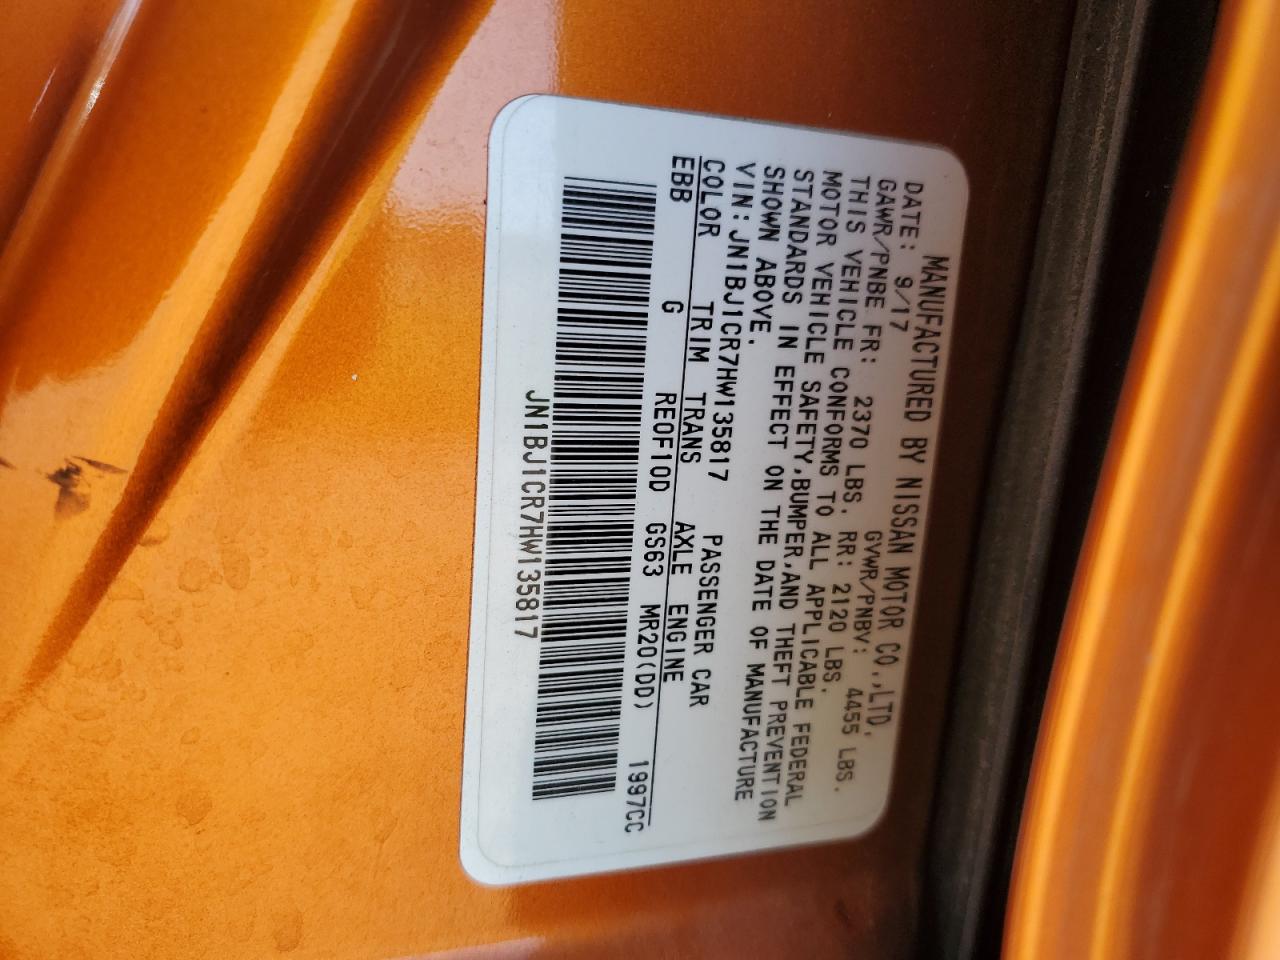 MANUFACTURED BY NISSAN MOTOR CO.,LTD.
DATE: 9/17 GVWR/PNBV: 4455 LBS.
GAWR/PNBE FR: 2370 LBS. RR: 2120 LBS.
THIS VEHICLE CONFORMS TO ALL APPLICABLE FEDERAL
MOTOR VEHICLE SAFETY,BUMPER,AND THEFT PREVENTION
STANDARDS IN EFFECT ON THE DATE OF MANUFACTURE
SHOWN ABOVE.
VIN:JN1BJ1CR7HW135817 PASSENGER CAR
COLOR TRIM TRANS AXLE ENGINE
EBB G REOF10D GS63 MR20(DD) 1997CC
JN1BJ1CR7HW135817